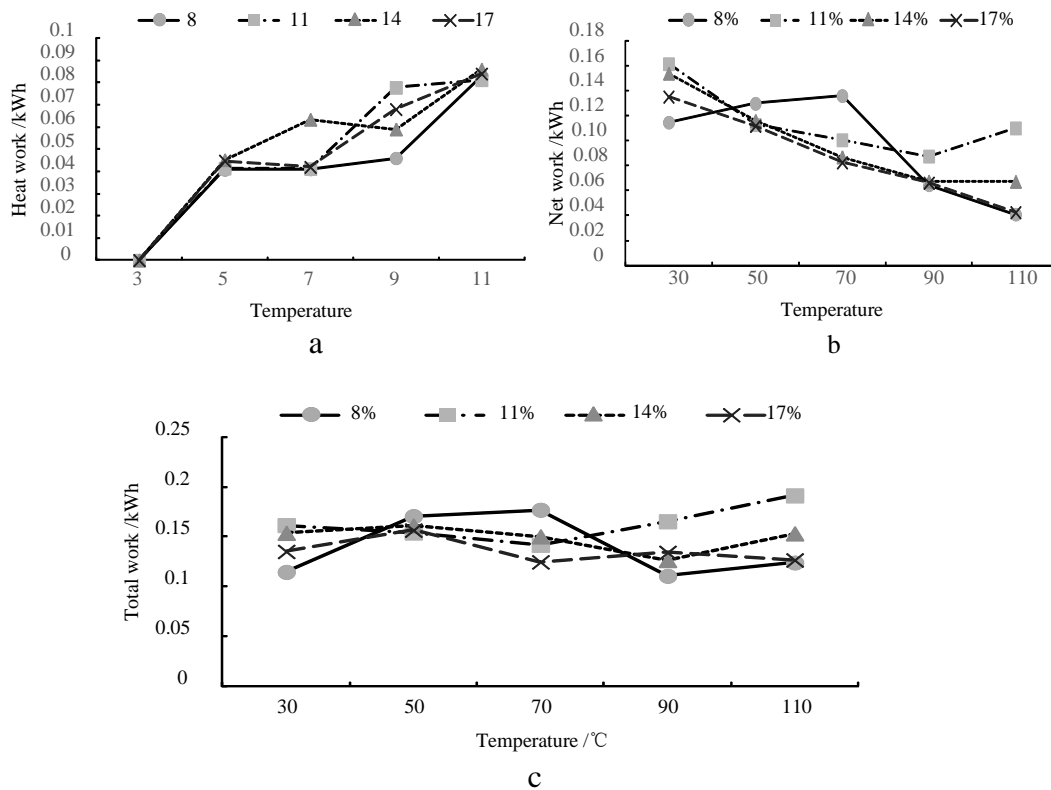 8 11 14 17
0.1
0.09
0.08
0.07
0.06
0.05
0.04
0.03
0.02
0.01
0
Heat work /kWh
3 5 7 9 11
Temperature
a
8% 11% 14% 17%
0.18
0.16
0.14
0.12
0.10
0.08
0.06
0.04
0.02
0
Net work /kWh
30 50 70 90 110
Temperature
b
8% 11% 14% 17%
0.25
0.2
0.15
0.1
0.05
0
Total work /kWh
30 50 70 90 110
Temperature /℃
c